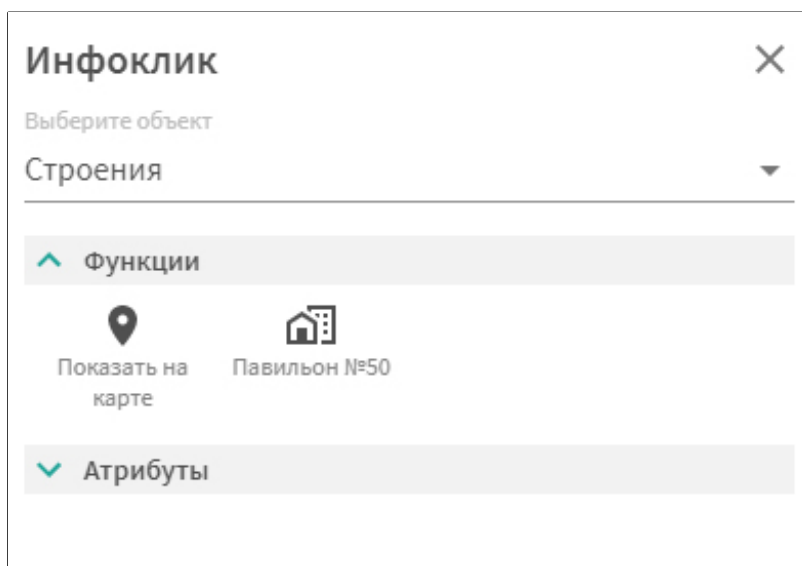 Инфоклик
Выберите объект
Строения
Функции
Показать на
карте
Павильон №50
Атрибуты